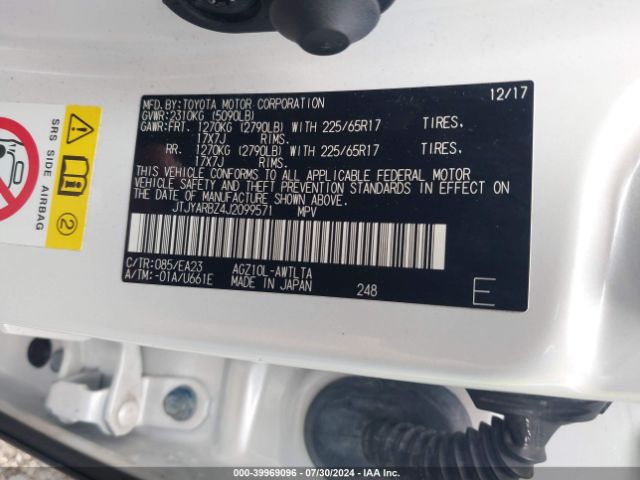 MFD.BY:TOYOTA MOTOR CORPORATION 12/17
GVWR:2310KG (5090LB)
GAWR:FRT. 1270KG (2790LB) WITH 225/65R17 TIRES,
17X7J RIMS.
RR. 1270KG (2790LB) WITH 225/65R17 TIRES,
17X7J RIMS.
THIS VEHICLE CONFORMS TO ALL APPLICABLE FEDERAL MOTOR
VEHICLE SAFETY AND THEFT PREVENTION STANDARDS IN EFFECT ON
THE DATE OF MANUFACTURE SHOWN ABOVE.
JTJYARBZ4J2099571 MPV
C/TR:085/EA23 AGZ10L-AWTLTA
A/TM:-01A/U661E MADE IN JAPAN 248 E
SRS SIDE AIRBAG
2
000-39969096 - 07/30/2024 - IAA Inc.